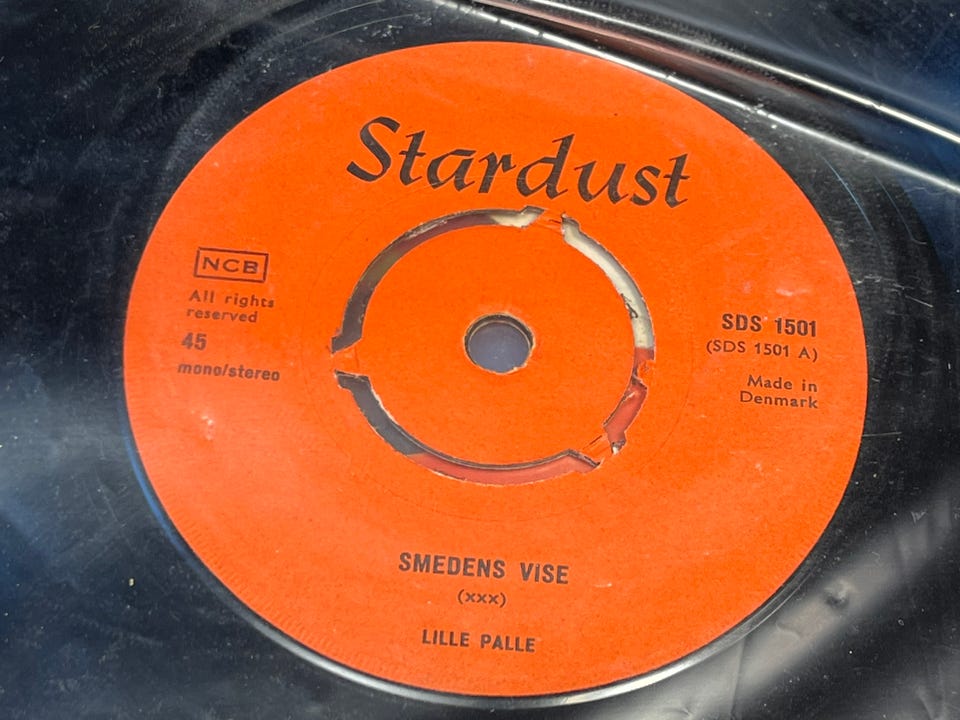 Stardust
NCB
All rights
reserved
45
mono/stereo
SDS 1501
(SDS 1501 A)
Made in
Denmark
SMEDENS ViSE
(xxx)
LILLE PALLE